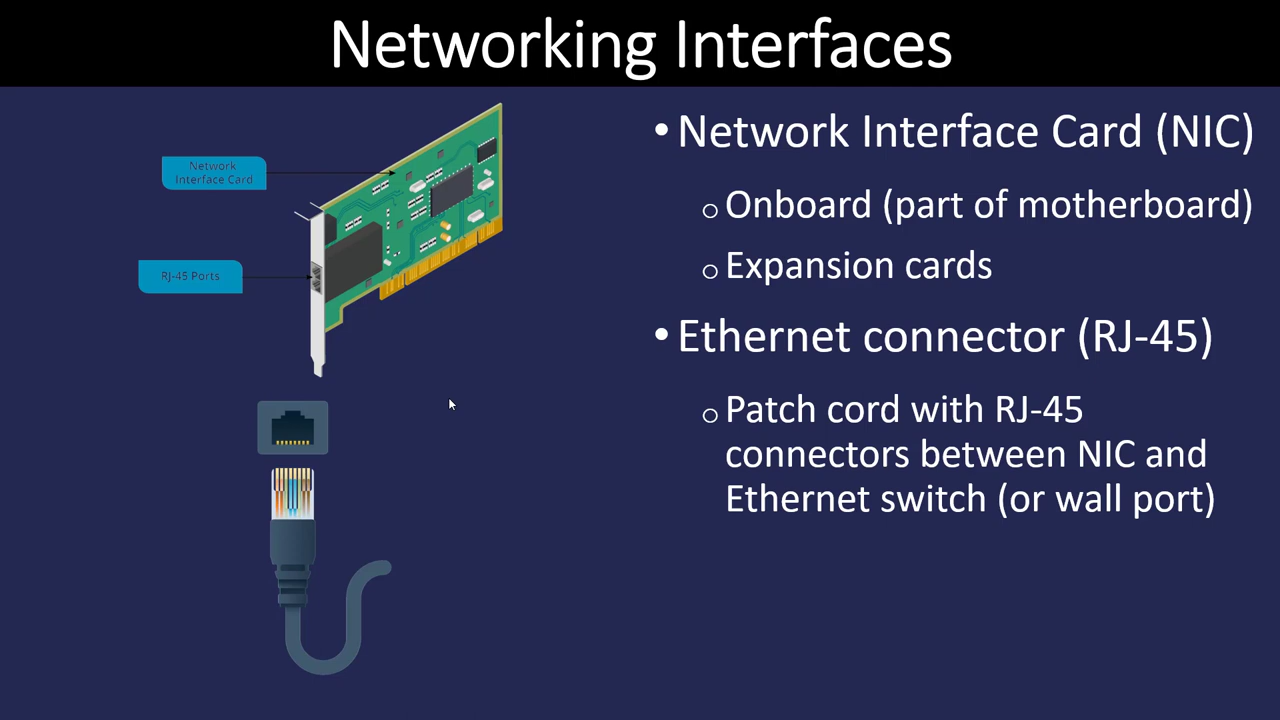 Networking Interfaces
Network
Interface Card
RJ-45 Ports
• Network Interface Card (NIC)
o Onboard (part of motherboard)
o Expansion cards
• Ethernet connector (RJ-45)
o Patch cord with RJ-45
connectors between NIC and
Ethernet switch (or wall port)